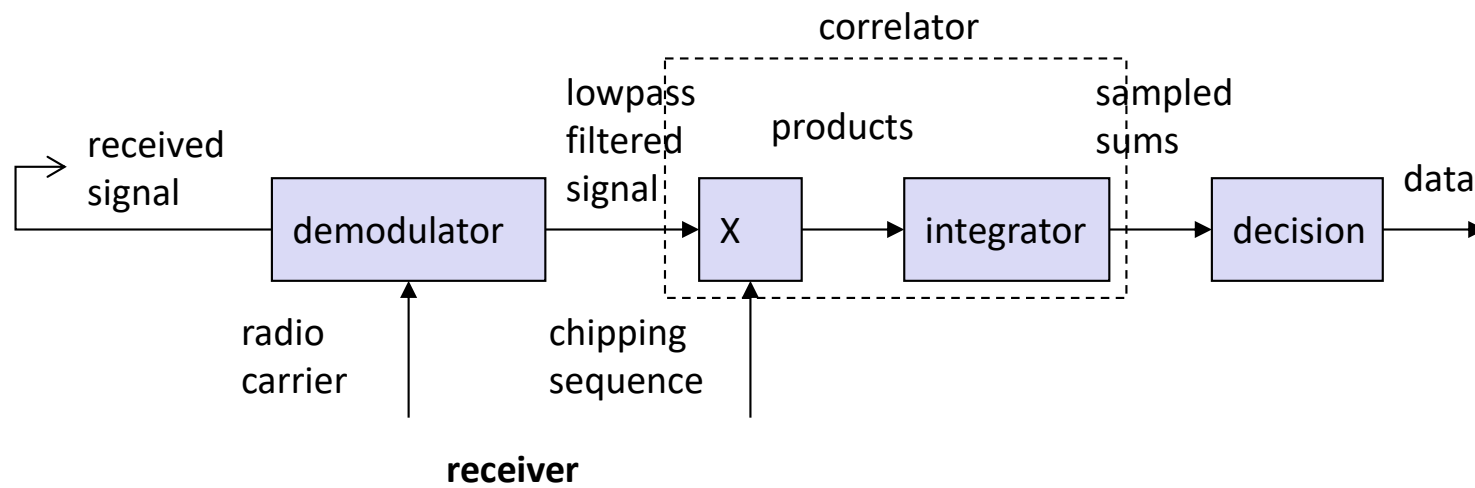 correlator
lowpass
filtered
signal
products
sampled
sums
received
signal
data
demodulator
X
integrator
decision
radio
carrier
chipping
sequence
receiver